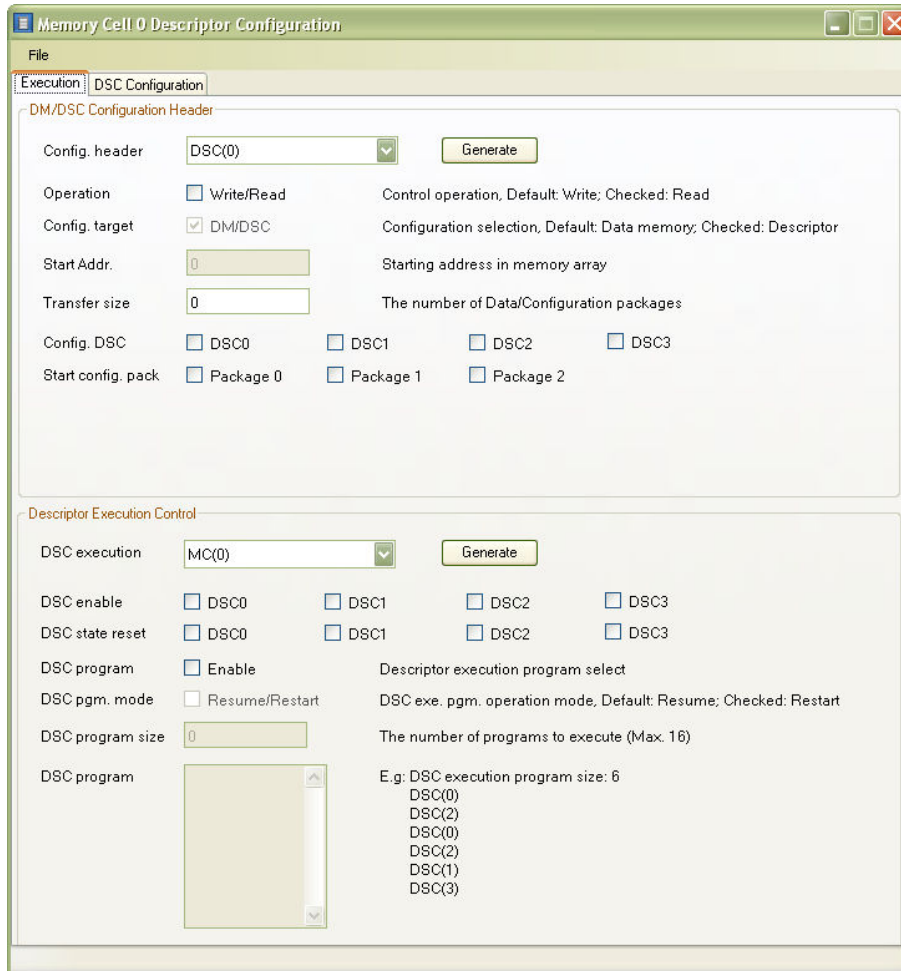 Memory Cell 0 Descriptor Configuration
File
Execution DSC Configuration
DM/DSC Configuration Header
Config. header DSC(0) Generate
Operation Write/Read Control operation, Default: Write; Checked: Read
Config. target DM/DSC Configuration selection, Default: Data memory; Checked: Descriptor
Start Addr. 0 Starting address in memory array
Transfer size 0 The number of Data/Configuration packages
Config. DSC DSC0 DSC1 DSC2 DSC3
Start config. pack Package 0 Package 1 Package 2
Descriptor Execution Control
DSC execution MC(0) Generate
DSC enable DSC0 DSC1 DSC2 DSC3
DSC state reset DSC0 DSC1 DSC2 DSC3
DSC program Enable Descriptor execution program select
DSC pgm. mode Resume/Restart DSC exe. pgm. operation mode, Default: Resume; Checked: Restart
DSC program size 0 The number of programs to execute (Max. 16)
DSC program E.g: DSC execution program size: 6
DSC(0)
DSC(2)
DSC(0)
DSC(2)
DSC(1)
DSC(3)